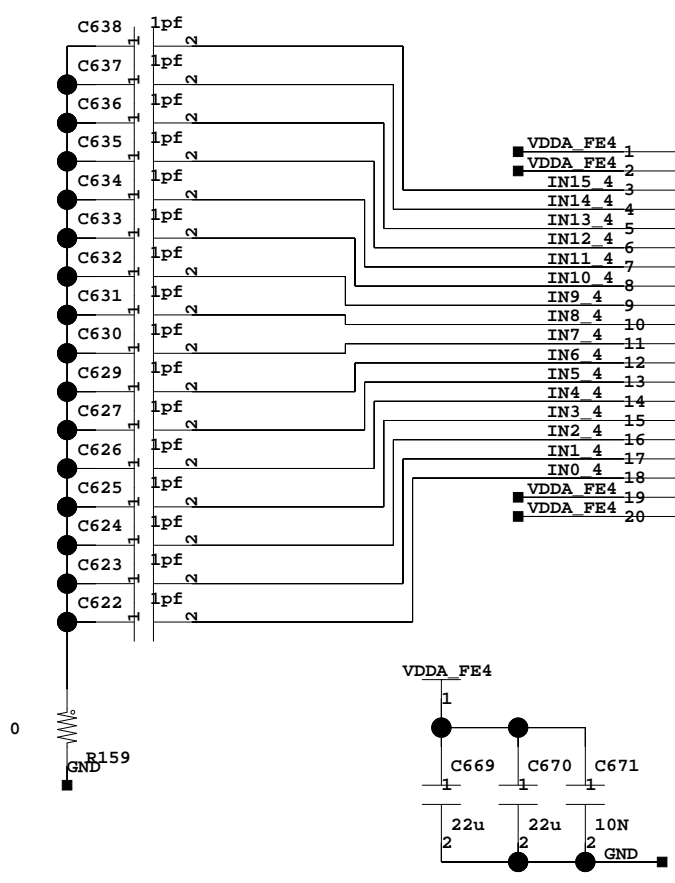 C638 1pf
1 2
C637 1pf
1 2
C636 1pf
1 2
C635 1pf
1 2
C634 1pf
1 2
C633 1pf
1 2
C632 1pf
1 2
C631 1pf
1 2
C630 1pf
1 2
C629 1pf
1 2
C627 1pf
1 2
C626 1pf
1 2
C625 1pf
1 2
C624 1pf
1 2
C623 1pf
1 2
C622 1pf
1 2
VDDA_FE4 1
VDDA_FE4 2
IN15_4 3
IN14_4 4
IN13_4 5
IN12_4 6
IN11_4 7
IN10_4 8
IN9_4 9
IN8_4 10
IN7_4 11
IN6_4 12
IN5_4 13
IN4_4 14
IN3_4 15
IN2_4 16
IN1_4 17
IN0_4 18
VDDA_FE4 19
VDDA_FE4 20
0
R159
GND
VDDA_FE4
1
C669 C670 C671
1 1 1
22u 22u 10N
2 2 2
GND